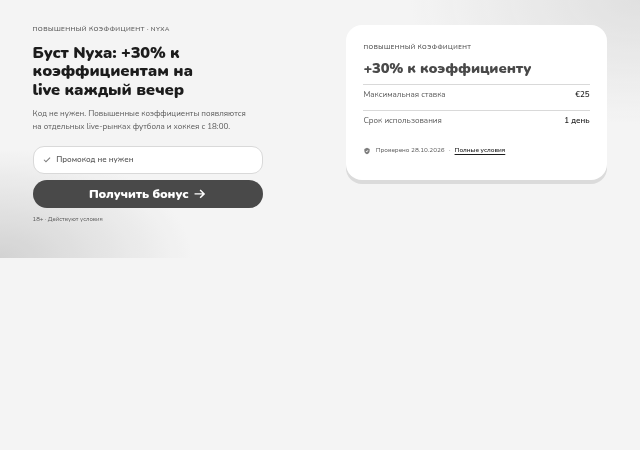 ПОВЫШЕННЫЙ КОЭФФИЦИЕНТ · NYXA
Буст Nyxa: +30% к
коэффициентам на
live каждый вечер
Код не нужен. Повышенные коэффициенты появляются
на отдельных live-рынках футбола и хоккея с 18:00.
Промокод не нужен
Получить бонус →
18+ · Действуют условия
ПОВЫШЕННЫЙ КОЭФФИЦИЕНТ
+30% к коэффициенту
Максимальная ставка €25
Срок использования 1 день
Проверено 28.10.2026 · Полные условия